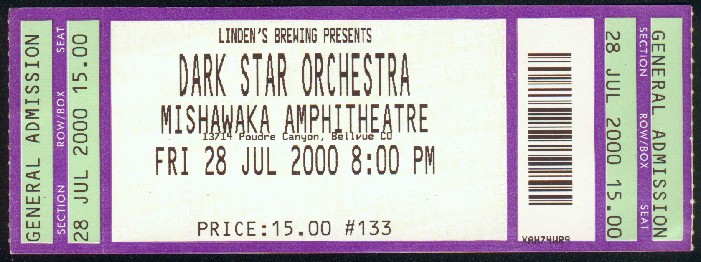 GENERAL ADMISSION
SECTION ROW/BOX SEAT
28 JUL 2000 15.00
LINDEN'S BREWING PRESENTS
DARK STAR ORCHESTRA
MISHAWAKA AMPHITHEATRE
13714 Poudre Canyon, Bellvue CO
FRI 28 JUL 2000 8:00 PM
PRICE:15.00 #133
28 JUL 2000 15.00
SECTION ROW/BOX SEAT
GENERAL ADMISSION